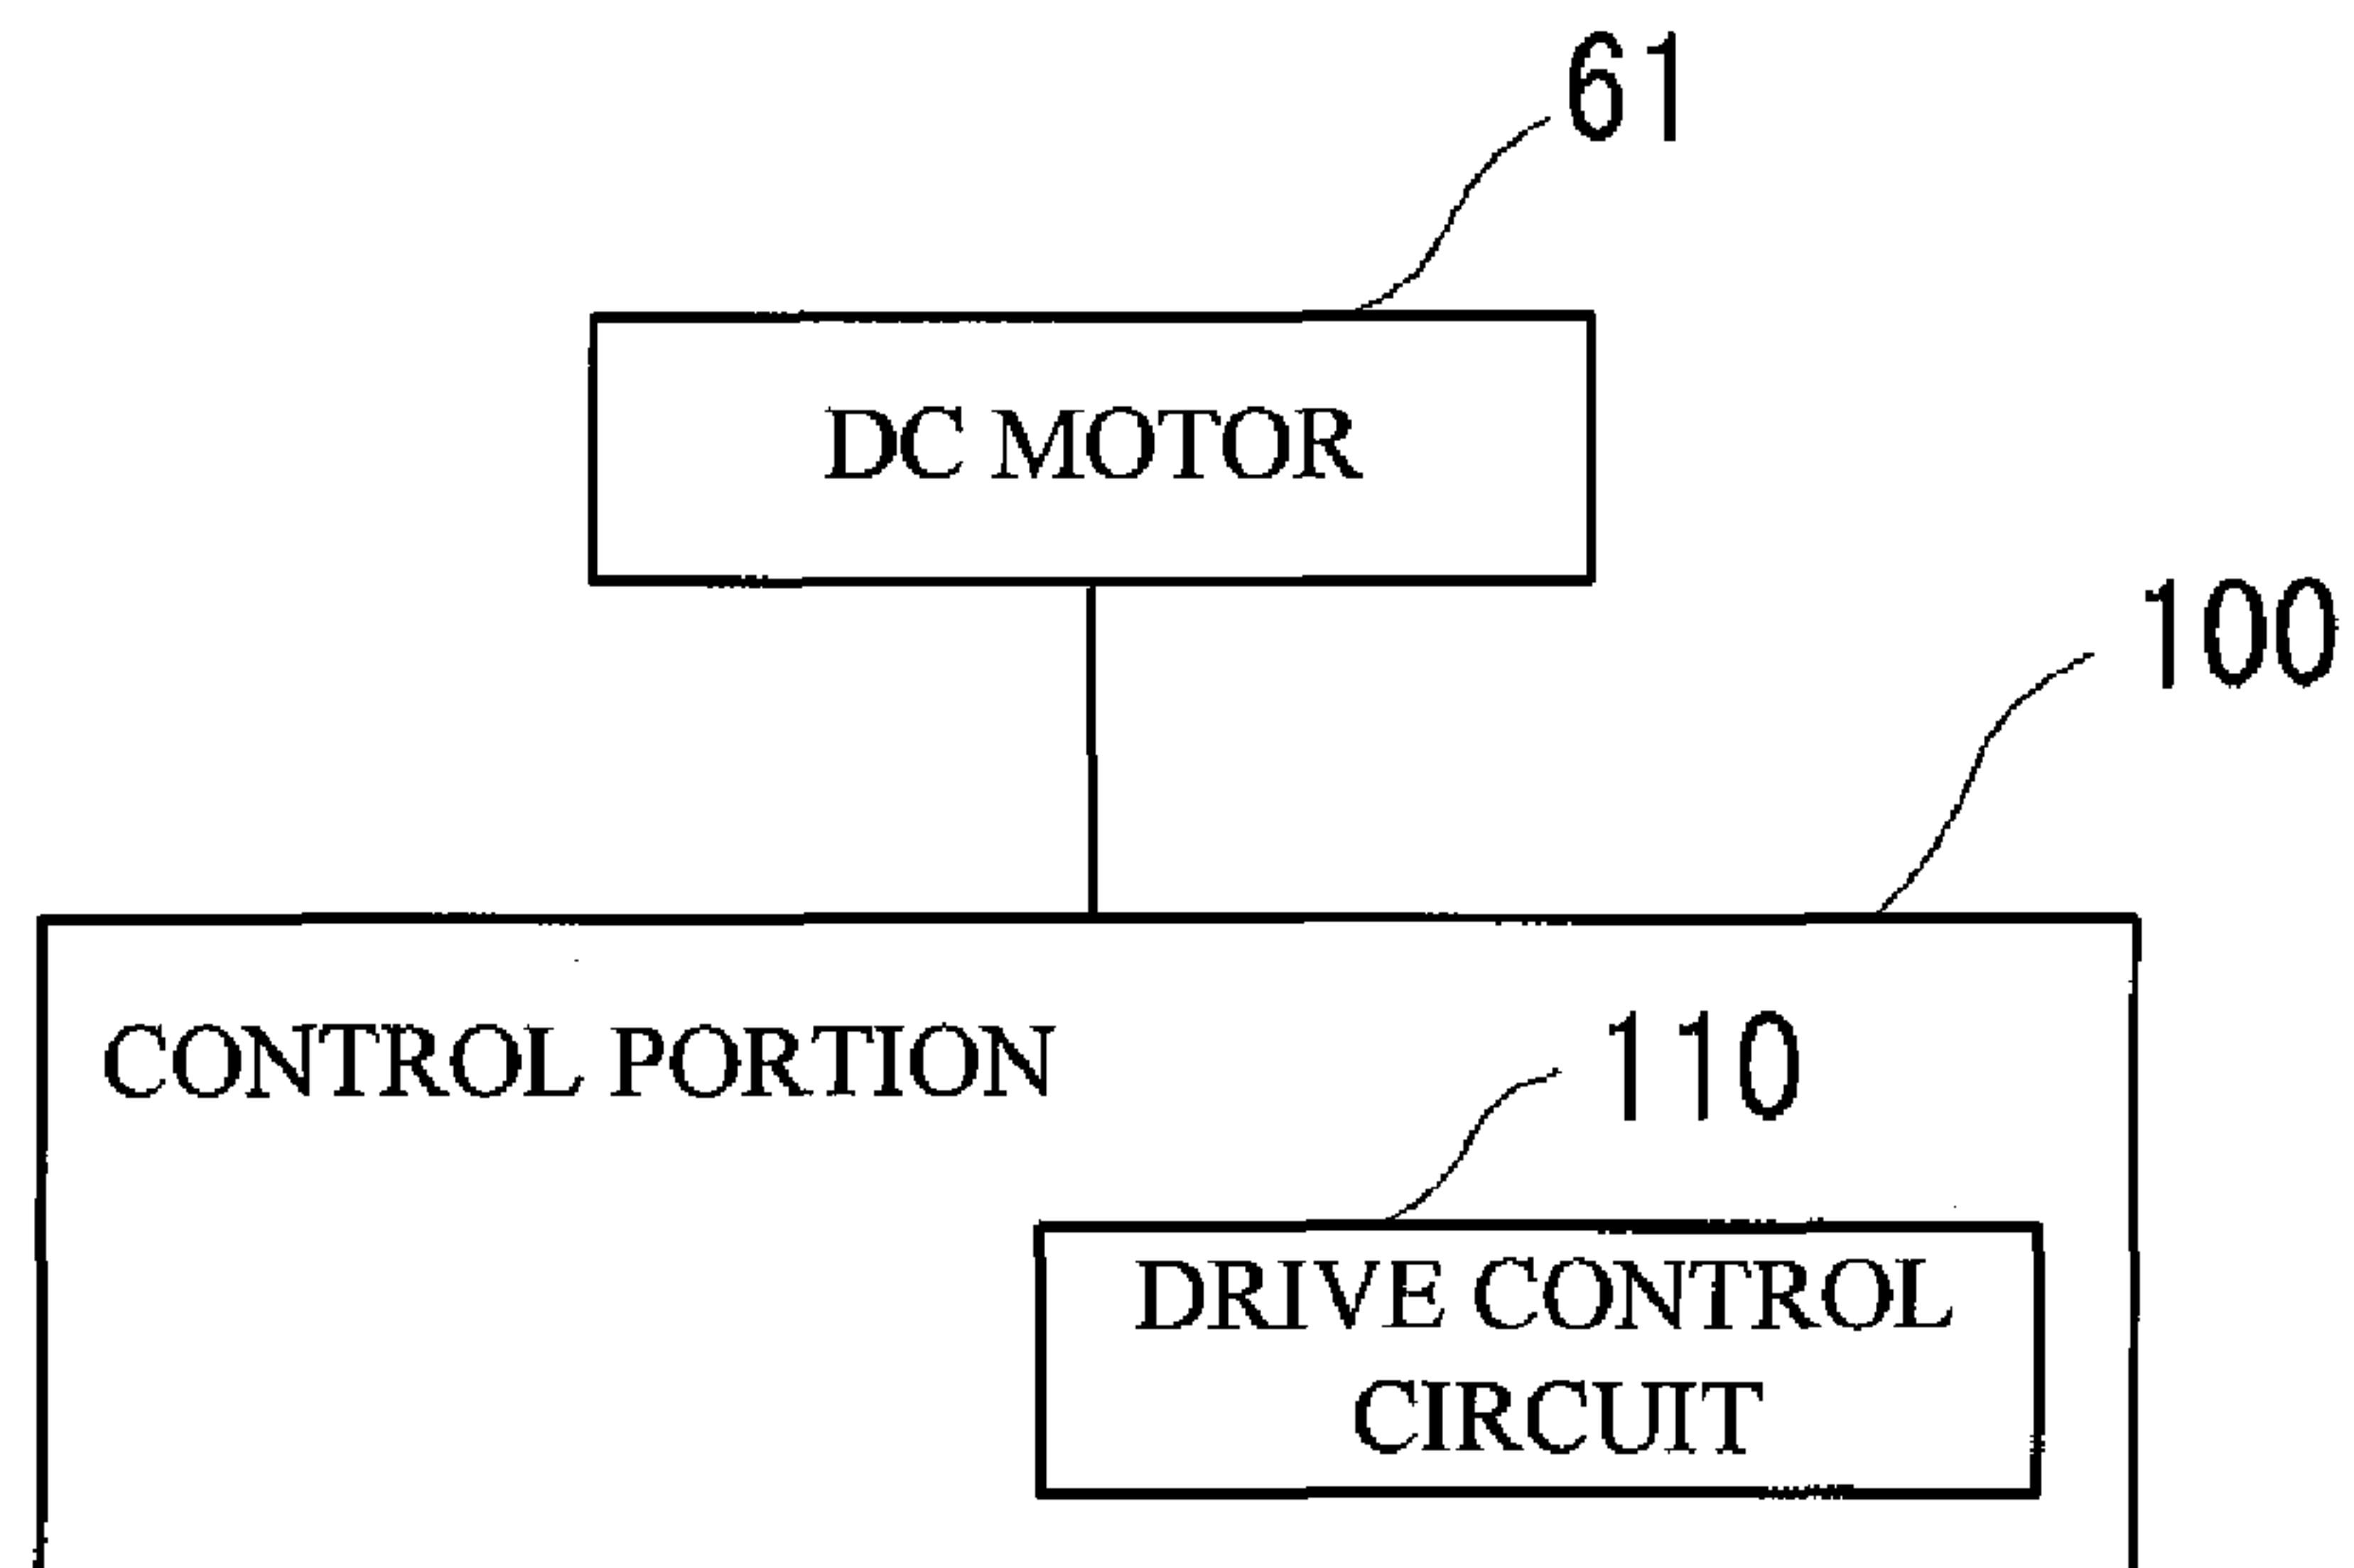 61
DC MOTOR
100
CONTROL PORTION
110
DRIVE CONTROL
CIRCUIT